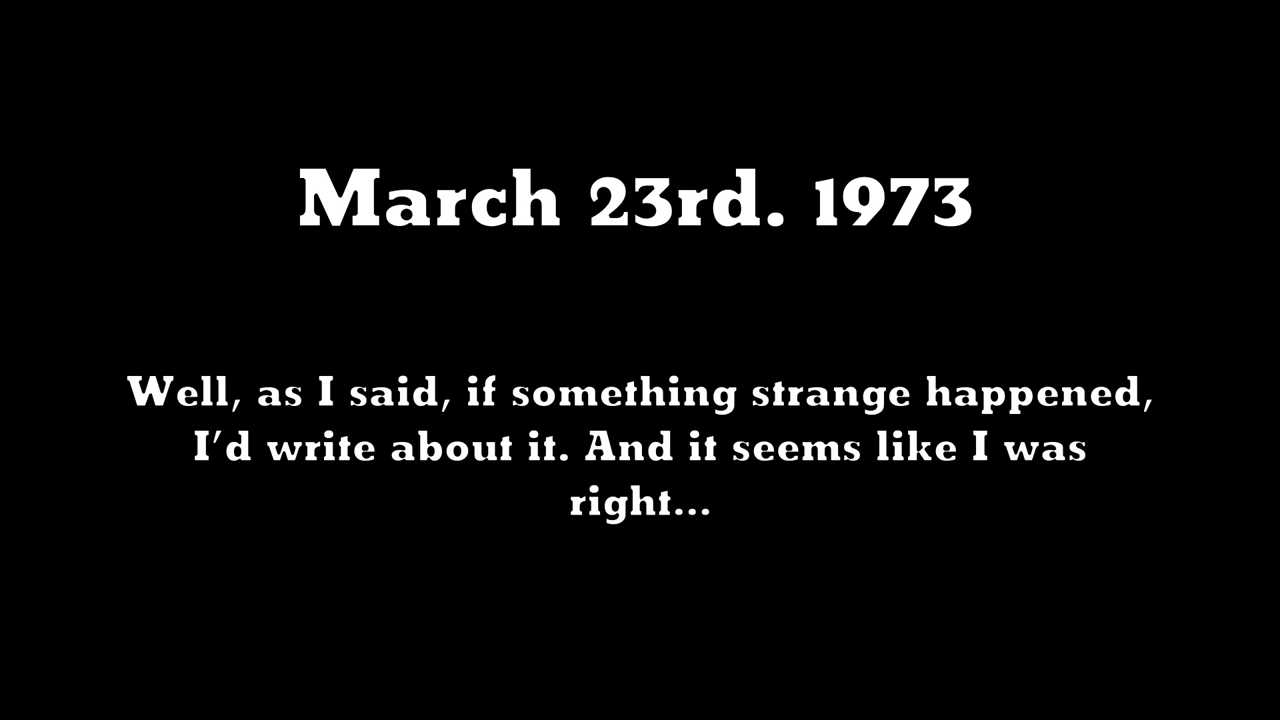 March 23rd. 1973
Well, as I said, if something strange happened,
I'd write about it. And it seems like I was
right...